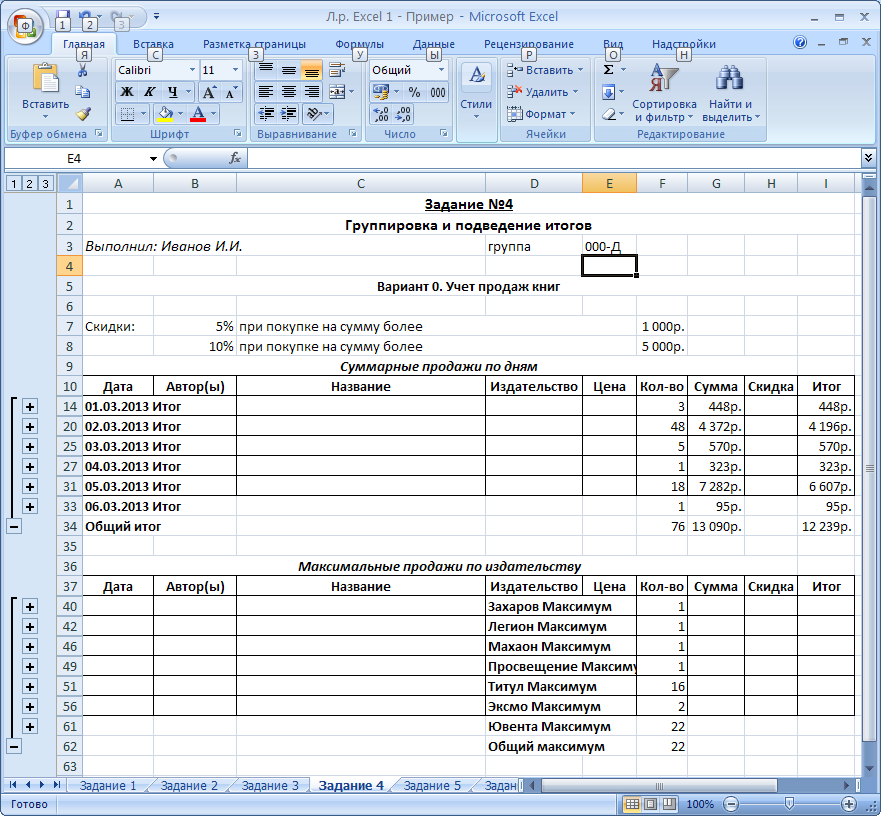 Л.р. Excel 1 - Пример - Microsoft Excel
1 2 3
Ф
Главная Вставка Разметка страницы Формулы Данные Рецензирование Вид Надстройки
Я С З У Ы Р О Н
Вставить
Calibri 11
Ж К Ч
А А
Общий
% 000
Стили
Вставить
Удалить
Формат
Σ
Сортировка и фильтр
Найти и выделить
Буфер обмена Шрифт Выравнивание Число Ячейки Редактирование
E4 fx
1 2 3 A B C D E F G H I
1 Задание №4
2 Группировка и подведение итогов
3 Выполнил: Иванов И.И. группа 000-Д
4
5 Вариант 0. Учет продаж книг
6
7 Скидки: 5% при покупке на сумму более 1 000р.
8 10% при покупке на сумму более 5 000р.
9 Суммарные продажи по дням
10 Дата Автор(ы) Название Издательство Цена Кол-во Сумма Скидка Итог
14 01.03.2013 Итог 3 448р. 448р.
20 02.03.2013 Итог 48 4 372р. 4 196р.
25 03.03.2013 Итог 5 570р. 570р.
27 04.03.2013 Итог 1 323р. 323р.
31 05.03.2013 Итог 18 7 282р. 6 607р.
33 06.03.2013 Итог 1 95р. 95р.
34 Общий итог 76 13 090р. 12 239р.
35
36 Максимальные продажи по издательству
37 Дата Автор(ы) Название Издательство Цена Кол-во Сумма Скидка Итог
40 Захаров Максимум 1
42 Легион Максимум 1
46 Махаон Максимум 1
49 Просвещение Максиму 1
51 Титул Максимум 16
56 Эксмо Максимум 2
61 Ювента Максимум 22
62 Общий максимум 22
63
Задание 1 Задание 2 Задание 3 Задание 4 Задание 5 Задан
Готово 100%